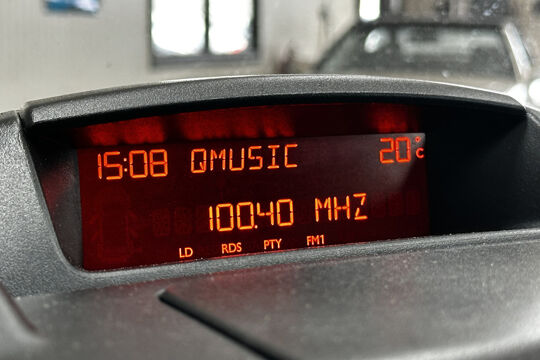 15:08 QMUSIC 20°C
100.40 MHZ
LD RDS PTY FM1